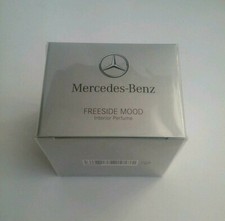 Mercedes-Benz
FREESIDE MOOD
Interior Perfume